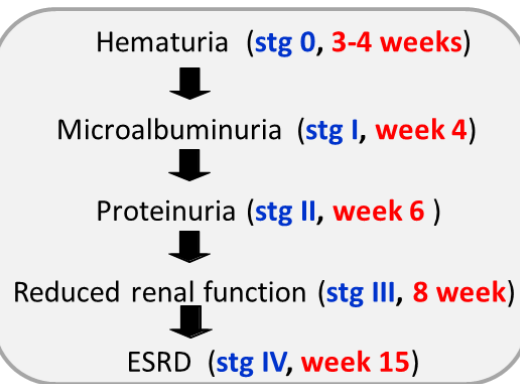 Hematuria (stg 0, 3-4 weeks)
Microalbuminuria (stg I, week 4)
Proteinuria (stg II, week 6 )
Reduced renal function (stg III, 8 week)
ESRD (stg IV, week 15)